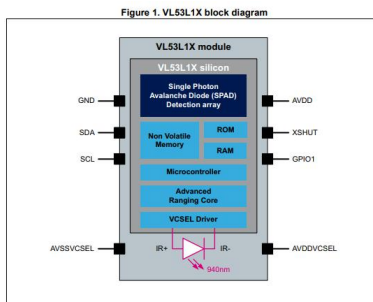 Figure 1. VL53L1X block diagram
VL53L1X module
VL53L1X silicon
Single Photon
Avalanche Diode (SPAD)
Detection array
Non Volatile
Memory
ROM
RAM
Microcontroller
Advanced
Ranging Core
VCSEL Driver
IR+
IR-
940nm
GND
SDA
SCL
AVSSVCSEL
AVDD
XSHUT
GPIO1
AVDDVCSEL